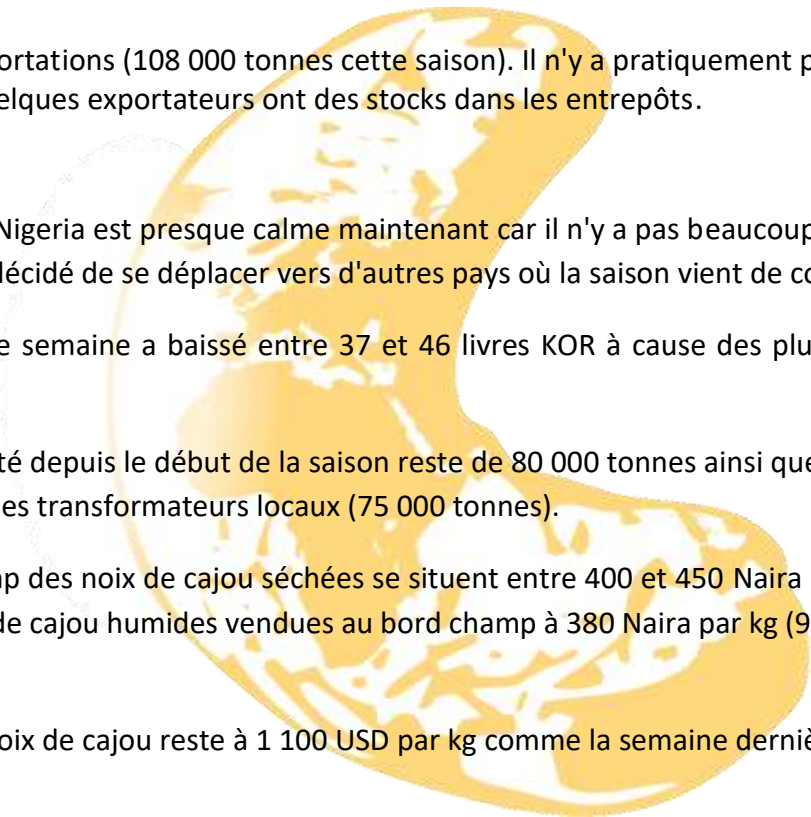 ortations (108 000 tonnes cette saison). Il n'y a pratiquement p
elques exportateurs ont des stocks dans les entrepôts.
Nigeria est presque calme maintenant car il n'y a pas beaucoup
décidé de se déplacer vers d'autres pays où la saison vient de co
e semaine a baissé entre 37 et 46 livres KOR à cause des plu
té depuis le début de la saison reste de 80 000 tonnes ainsi que
es transformateurs locaux (75 000 tonnes).
mp des noix de cajou séchées se situent entre 400 et 450 Naira
de cajou humides vendues au bord champ à 380 Naira par kg (9
oix de cajou reste à 1 100 USD par kg comme la semaine derniè